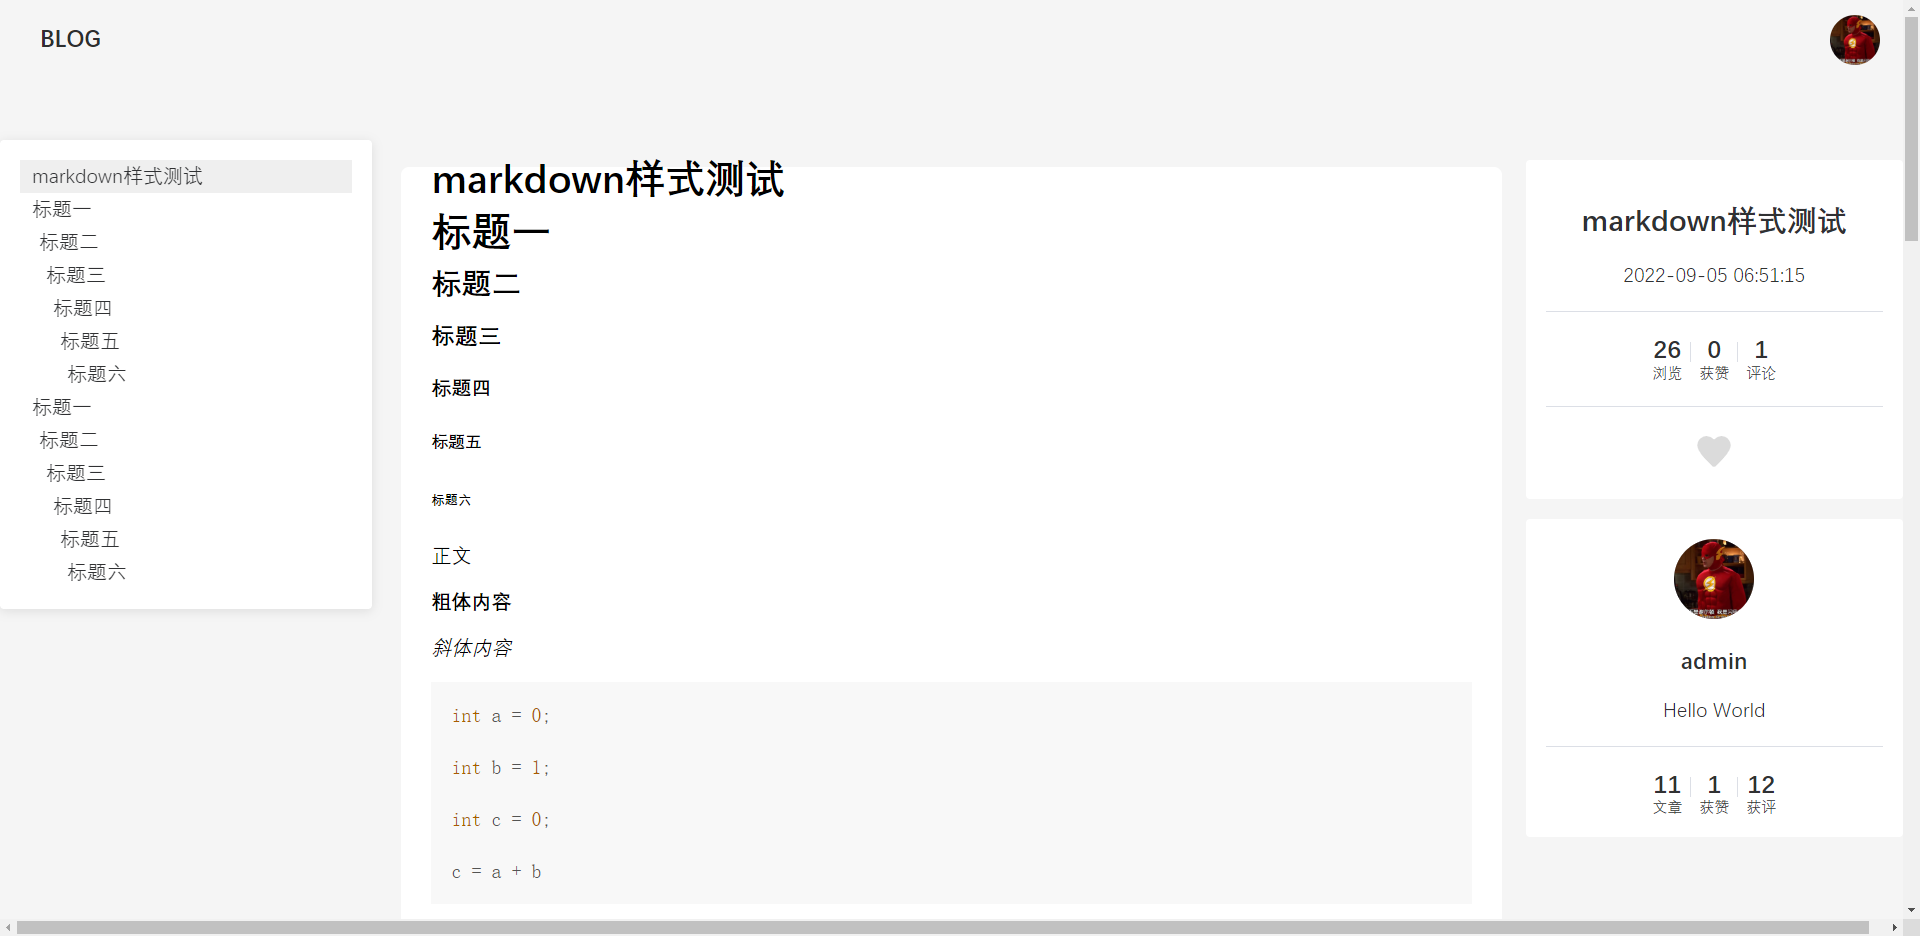 BLOG
markdown样式测试
标题一
标题二
标题三
标题四
标题五
标题六
标题一
标题二
标题三
标题四
标题五
标题六
markdown样式测试
标题一
标题二
标题三
标题四
标题五
标题六
正文
粗体内容
斜体内容
int a = 0;
int b = 1;
int c = 0;
c = a + b
markdown样式测试
2022-09-05 06:51:15
26 0 1
浏览 获赞 评论
admin
Hello World
11 1 12
文章 获赞 获评